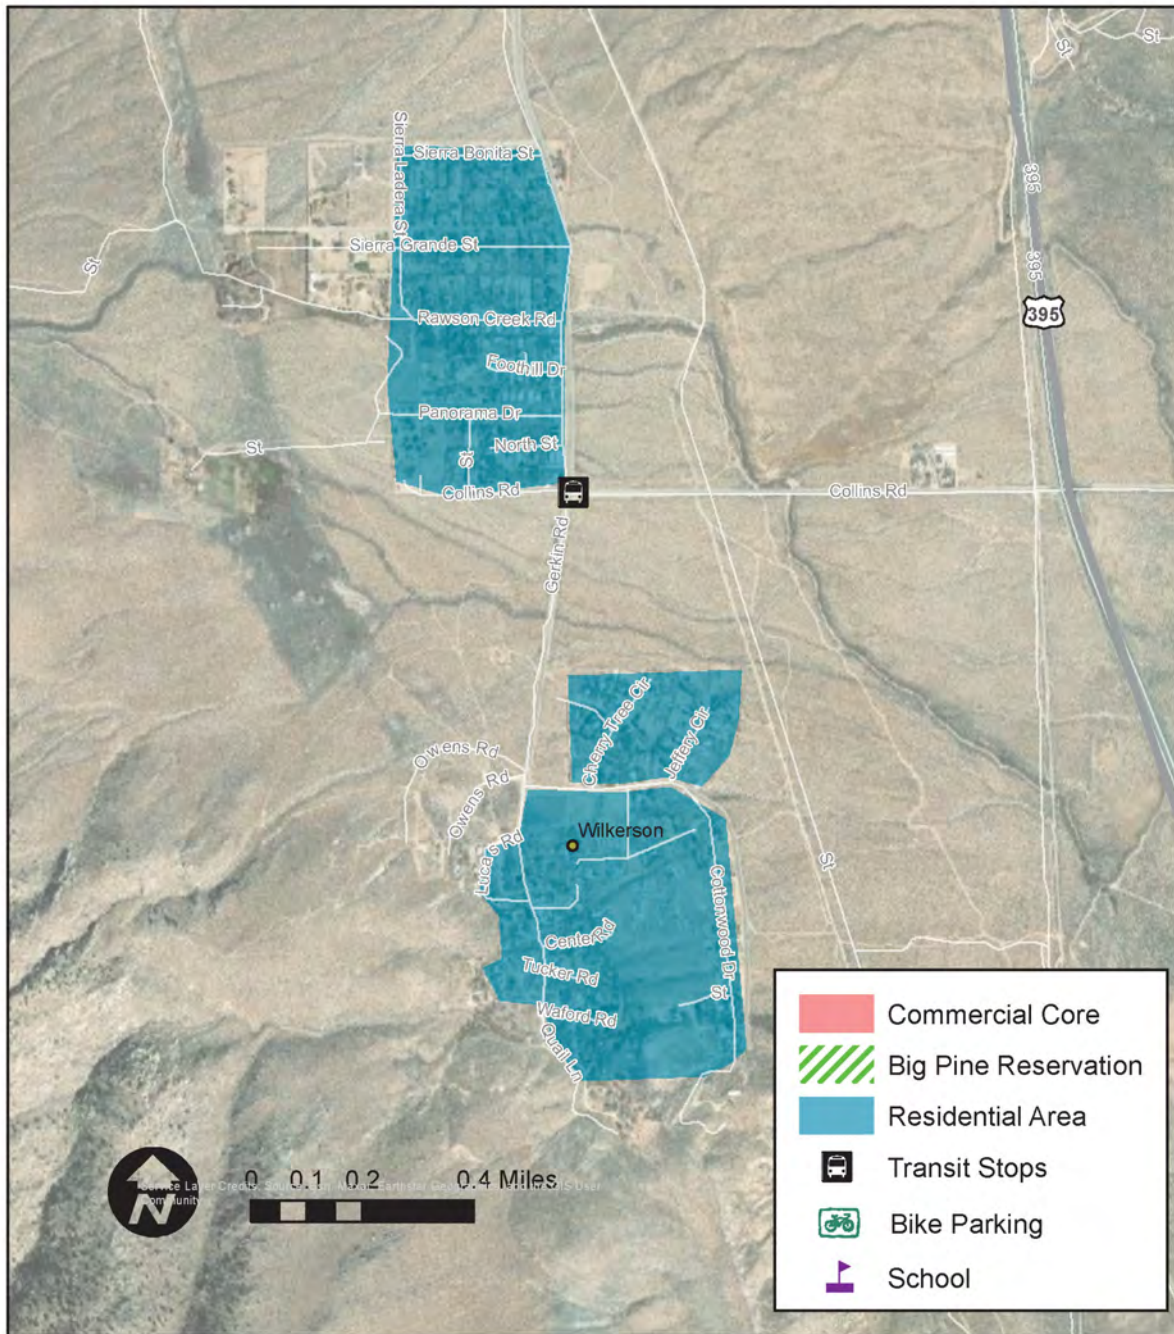 St
St
Sierra Ladera St
Sierra Bonita St
395
Sierra Grande St
St
395
395
Rawson Creek Rd
Foothill Dr
Panorama Dr
North St
St
St
Collins Rd
Collins Rd
Gerkin Rd
Cherry Tree Cir
Jeffery Cir
Owens Rd
Owens Rd
Wilkerson
Lucas Rd
St
Cottonwood Dr
Center Rd
Tucker Rd
St
Waford Rd
Quail Ln
Commercial Core
Big Pine Reservation
Residential Area
Transit Stops
Bike Parking
School
N
0 0.1 0.2 0.4 Miles
Service Layer Credits:
Community